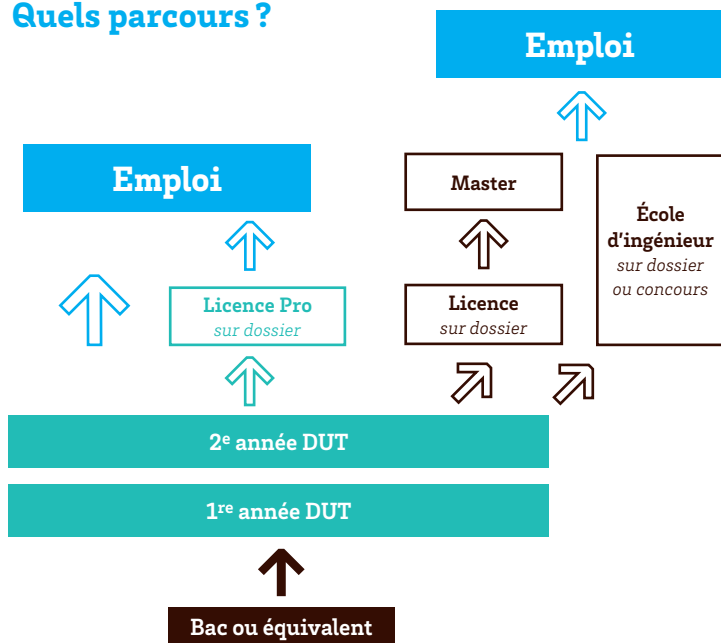 Quels parcours ?
Emploi
Emploi
Master
École
d'ingénieur
sur dossier
ou concours
Licence Pro
sur dossier
Licence
sur dossier
2e année DUT
1re année DUT
Bac ou équivalent